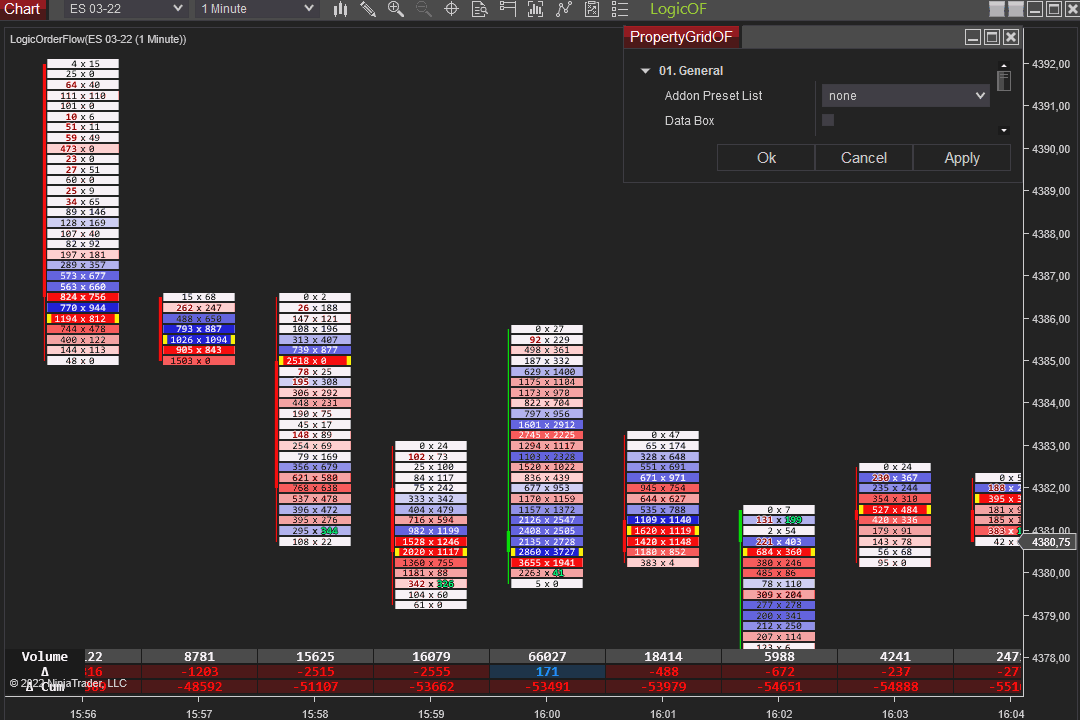 Chart ES 03-22 1 Minute LogicOF
LogicOrderFlow(ES 03-22 (1 Minute))
PropertyGridOF
01. General
Addon Preset List none
Data Box
Ok Cancel Apply
4392,00
4391,00
4390,00
4389,00
4388,00
4387,00
4386,00
4385,00
4384,00
4383,00
4382,00
4381,00
4380,75
4380,00
4379,00
4378,00
4 x 15
25 x 0
64 x 40
111 x 110
101 x 0
10 x 6
51 x 11
59 x 49
473 x 0
23 x 0
27 x 51
60 x 0
25 x 9
34 x 65
89 x 146
128 x 169
107 x 40
82 x 92
197 x 181
289 x 357
573 x 677
563 x 660
824 x 756
770 x 944
1194 x 812
744 x 478
400 x 122
144 x 113
48 x 0
15 x 68
262 x 247
488 x 650
793 x 887
1026 x 1094
905 x 843
1503 x 0
0 x 2
26 x 188
147 x 121
108 x 196
313 x 407
739 x 877
2518 x 0
78 x 25
195 x 308
306 x 292
448 x 231
190 x 75
45 x 17
148 x 89
254 x 69
79 x 169
356 x 679
621 x 580
768 x 638
537 x 478
396 x 472
395 x 276
295 x
108 x 22
0 x 24
102 x 73
25 x 100
84 x 117
75 x 242
333 x 342
404 x 479
716 x 594
982 x 1199
1528 x 1246
2020 x 1117
1360 x 755
1181 x 88
342 x 326
104 x 60
61 x 0
0 x 27
92 x 229
498 x 361
187 x 332
629 x 1400
1175 x 1184
1173 x 978
822 x 704
797 x 956
1601 x 2912
2745 x 2225
1294 x 1117
1103 x 2328
1520 x 1022
836 x 439
677 x 953
1170 x 1159
1157 x 1372
2126 x 2547
2408 x 2505
2135 x 2728
2860 x 3727
3655 x 1941
2263 x 41
5 x 0
0 x 47
65 x 174
328 x 648
551 x 691
671 x 971
945 x 754
644 x 627
535 x 788
1109 x 1140
1620 x 1119
1420 x 1148
1180 x 852
383 x 4
0 x 7
131 x
2 x 54
221 x 403
684 x 360
380 x 246
485 x 86
78 x 110
309 x 204
277 x 278
200 x 341
212 x 250
207 x 114
123 x 6
0 x 24
230 x 367
235 x 244
354 x 310
527 x 484
420 x 336
179 x 91
143 x 78
56 x 68
95 x 0
0 x 5
188 x 2
395 x 3
181 x 9
185 x 1
383 x 1
42 x
Volume 22 8781 15625 16079 66027 18414 5988 4241 247
Δ 16 -1203 -2515 -2555 171 -488 -672 -237 -27
Δ Cum -48592 -51107 -53662 -53491 -53979 -54651 -54888 -5510
© 2022 NinjaTrader, LLC
15:56 15:57 15:58 15:59 16:00 16:01 16:02 16:03 16:04